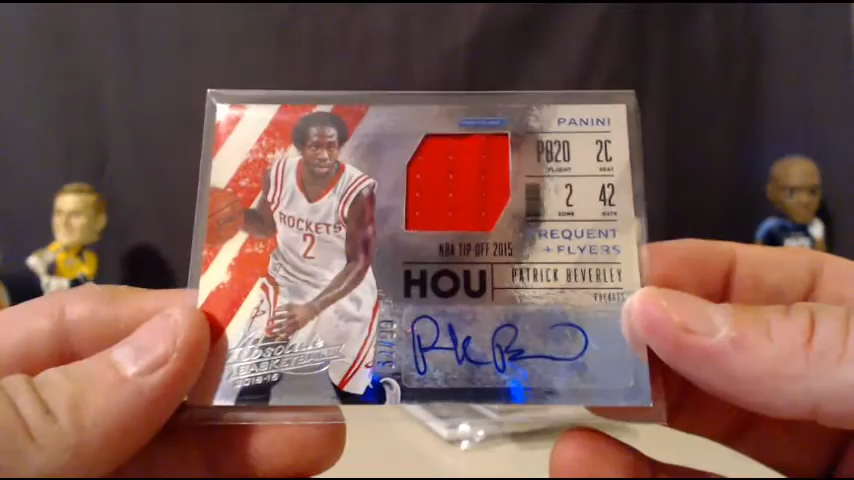 PANINI
PB20 2C
FLIGHT SEAT
2 42
ZONE GATE
FREQUENT
+ FLYERS
NBA TIP-OFF 2015
HOU PATRICK BEVERLEY
ROCKETS
ROCKETS
2
Absolute
BASKETBALL
2015-16